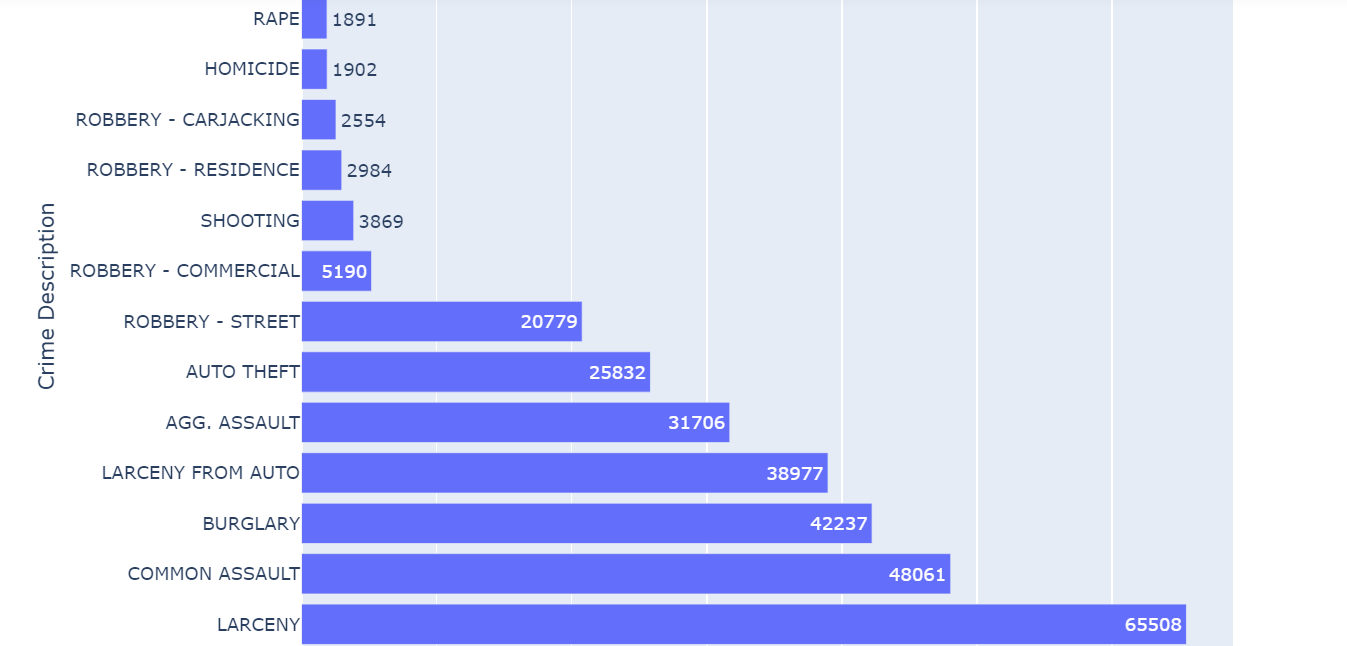 Crime Description
RAPE 1891
HOMICIDE 1902
ROBBERY - CARJACKING 2554
ROBBERY - RESIDENCE 2984
SHOOTING 3869
ROBBERY - COMMERCIAL 5190
ROBBERY - STREET 20779
AUTO THEFT 25832
AGG. ASSAULT 31706
LARCENY FROM AUTO 38977
BURGLARY 42237
COMMON ASSAULT 48061
LARCENY 65508